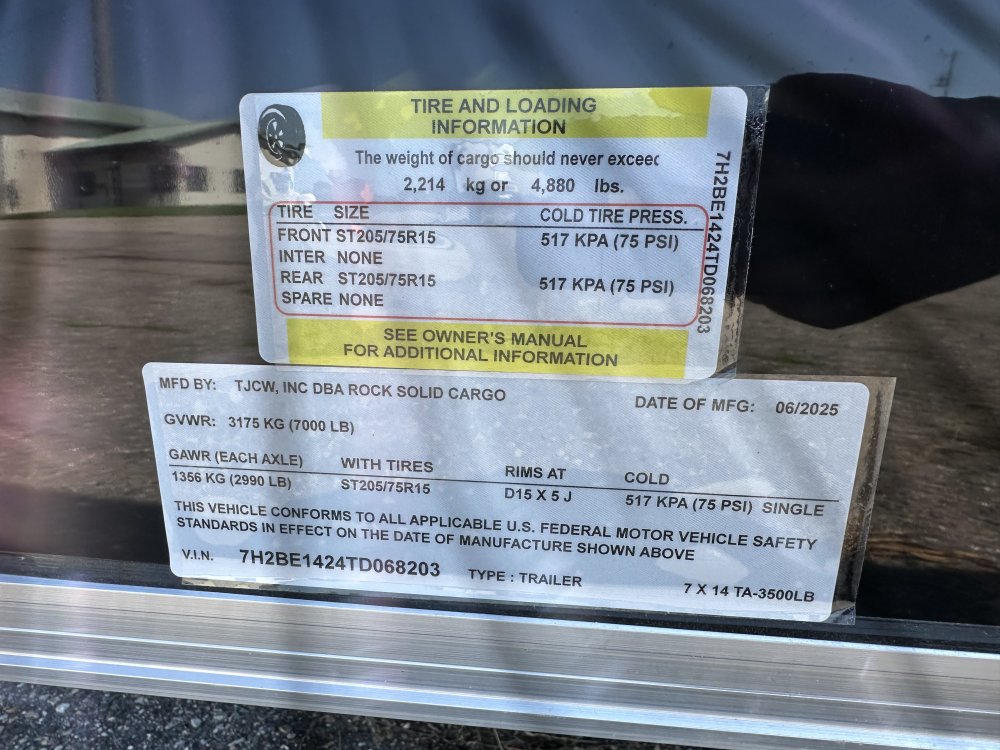 TIRE AND LOADING
INFORMATION
The weight of cargo should never exceed
2,214 kg or 4,880 lbs.
TIRE SIZE COLD TIRE PRESS.
FRONT ST205/75R15 517 KPA (75 PSI)
INTER NONE
REAR ST205/75R15 517 KPA (75 PSI)
SPARE NONE
SEE OWNER'S MANUAL
FOR ADDITIONAL INFORMATION
7H2BE1424TD068203
MFD BY: TJCW, INC DBA ROCK SOLID CARGO DATE OF MFG: 06/2025
GVWR: 3175 KG (7000 LB)
GAWR (EACH AXLE) WITH TIRES RIMS AT COLD
1356 KG (2990 LB) ST205/75R15 D15 X 5 J 517 KPA (75 PSI) SINGLE
THIS VEHICLE CONFORMS TO ALL APPLICABLE U.S. FEDERAL MOTOR VEHICLE SAFETY
STANDARDS IN EFFECT ON THE DATE OF MANUFACTURE SHOWN ABOVE
V.I.N. 7H2BE1424TD068203 TYPE : TRAILER 7 X 14 TA-3500LB